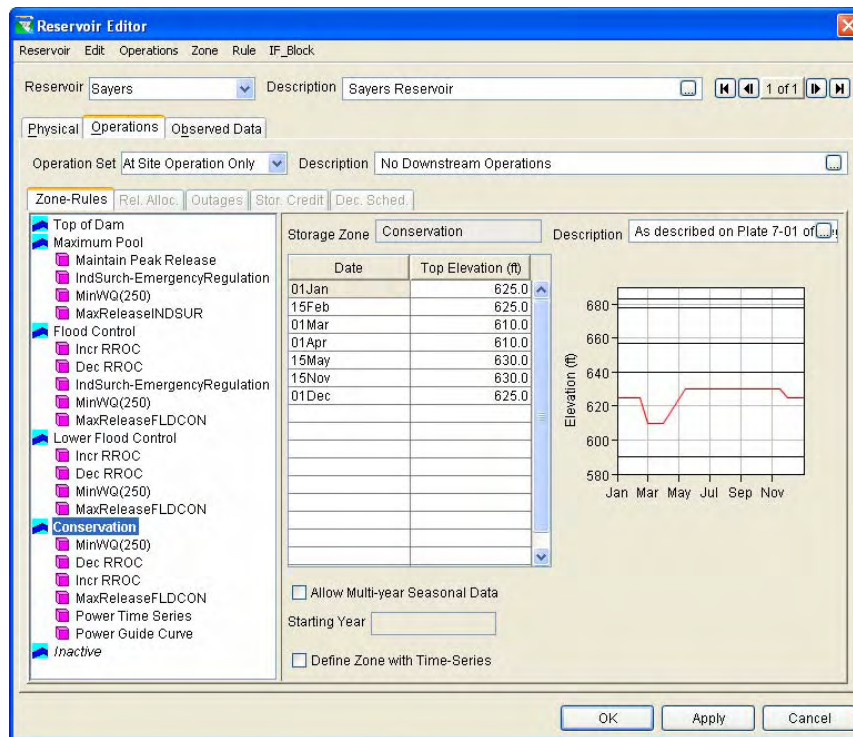 Reservoir Editor
Reservoir Edit Operations Zone Rule IF_Block
Reservoir Sayers Description Sayers Reservoir ... 1 of 1
Physical Operations Observed Data
Operation Set At Site Operation Only Description No Downstream Operations ...
Zone-Rules Rel. Alloc. Outages Stor. Credit Dec. Sched.
Top of Dam
Maximum Pool
Maintain Peak Release
IndSurch-EmergencyRegulation
MinWQ(250)
MaxReleaseINDSUR
Flood Control
Incr RROC
Dec RROC
IndSurch-EmergencyRegulation
MinWQ(250)
MaxReleaseFLDCON
Lower Flood Control
Incr RROC
Dec RROC
MinWQ(250)
MaxReleaseFLDCON
Conservation
MinWQ(250)
Dec RROC
Incr RROC
MaxReleaseFLDCON
Power Time Series
Power Guide Curve
Inactive
Storage Zone Conservation Description As described on Plate 7-01 of ...
Date Top Elevation (ft)
01Jan 625.0
15Feb 625.0
01Mar 610.0
01Apr 610.0
15May 630.0
15Nov 630.0
01Dec 625.0
Elevation (ft)
680
660
640
620
600
580
Jan Mar May Jul Sep Nov
Allow Multi-year Seasonal Data
Starting Year
Define Zone with Time-Series
OK Apply Cancel